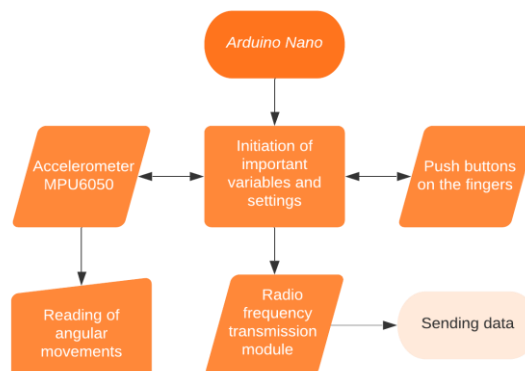 Arduino Nano
Accelerometer
MPU6050
Initiation of
important
variables and
settings
Push buttons
on the fingers
Reading of
angular
movements
Radio
frequency
transmission
module
Sending data